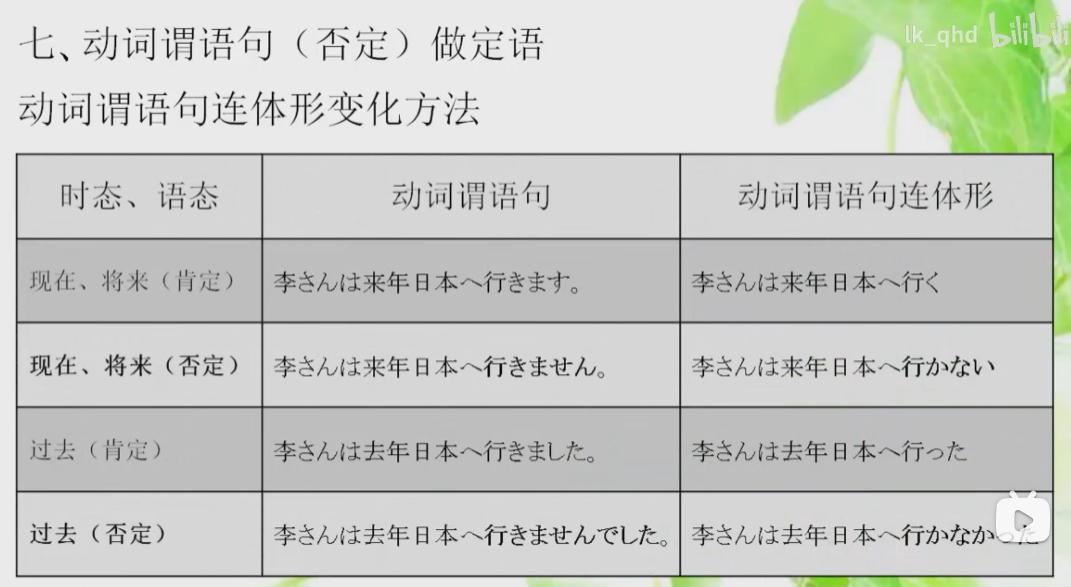 lk_qhd bilibili
七、动词谓语句（否定）做定语
动词谓语句连体形变化方法
时态、语态 动词谓语句 动词谓语句连体形
现在、将来（肯定） 李さんは来年日本へ行きます。 李さんは来年日本へ行く
现在、将来（否定） 李さんは来年日本へ行きません。 李さんは来年日本へ行かない
过去（肯定） 李さんは去年日本へ行きました。 李さんは去年日本へ行った
过去（否定） 李さんは去年日本へ行きませんでした。 李さんは去年日本へ行かなかった